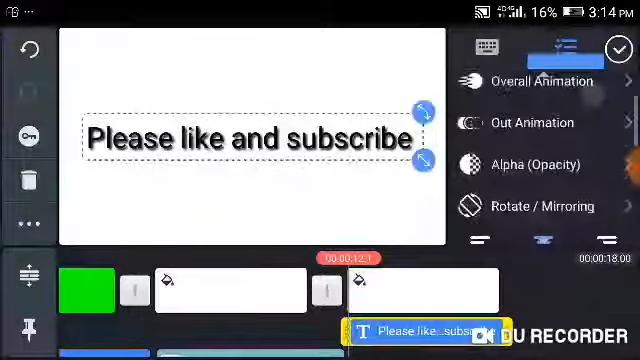 16% 3:14 PM
Overall Animation
Please like and subscribe
Out Animation
Alpha (Opacity)
Rotate / Mirroring
00:00:12.1
00:00:18.00
T Please like...subscribe
DU RECORDER